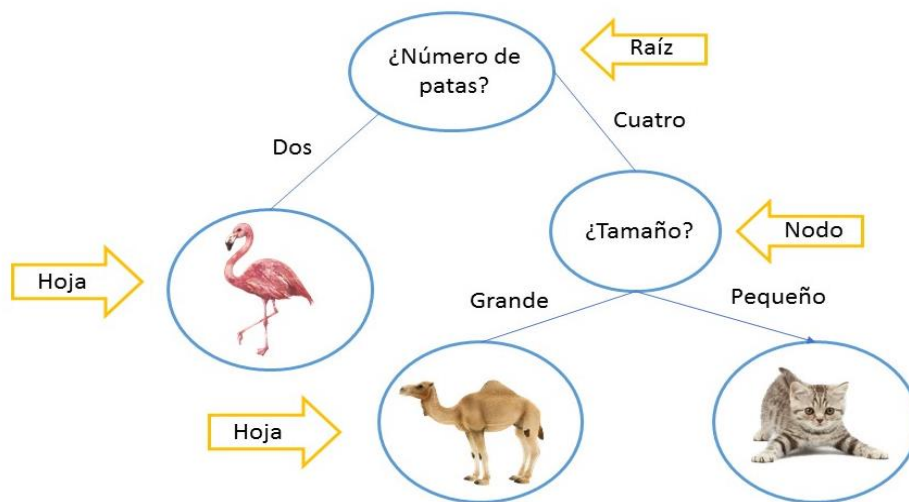 ¿Número de
patas?
Raíz
Cuatro
Dos
¿Tamaño?
Nodo
Hoja
Grande
Pequeño
Hoja